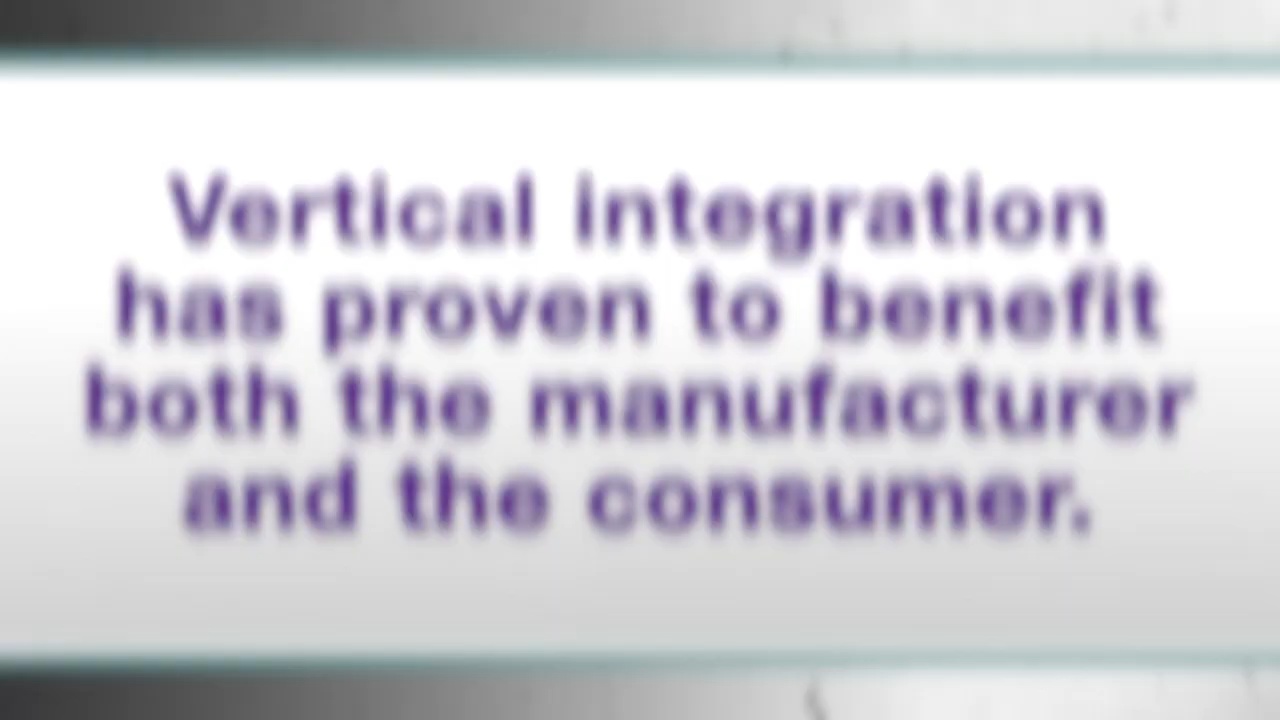 Vertical integration
has proven to benefit
both the manufacturer
and the consumer.